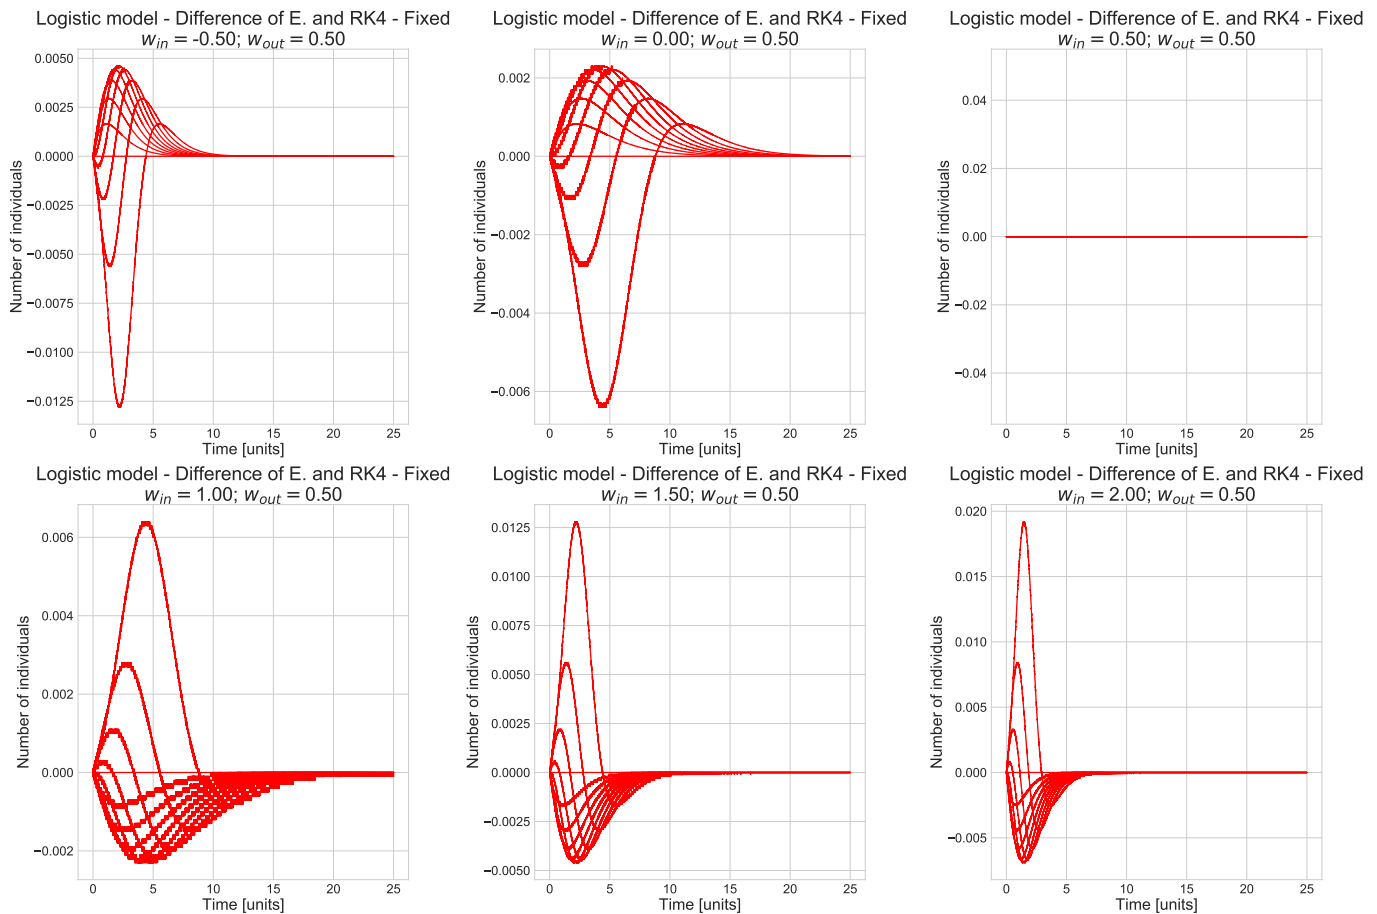 Logistic model - Difference of E. and RK4 - Fixed
w_in = -0.50; w_out = 0.50
0.0050
0.0025
0.0000
−0.0025
−0.0050
−0.0075
−0.0100
−0.0125
Number of individuals
0 5 10 15 20 25
Time [units]
Logistic model - Difference of E. and RK4 - Fixed
w_in = 0.00; w_out = 0.50
0.002
0.000
−0.002
−0.004
−0.006
Number of individuals
0 5 10 15 20 25
Time [units]
Logistic model - Difference of E. and RK4 - Fixed
w_in = 0.50; w_out = 0.50
0.04
0.02
0.00
−0.02
−0.04
Number of individuals
0 5 10 15 20 25
Time [units]
Logistic model - Difference of E. and RK4 - Fixed
w_in = 1.00; w_out = 0.50
0.006
0.004
0.002
0.000
−0.002
Number of individuals
0 5 10 15 20 25
Time [units]
Logistic model - Difference of E. and RK4 - Fixed
w_in = 1.50; w_out = 0.50
0.0125
0.0100
0.0075
0.0050
0.0025
0.0000
−0.0025
−0.0050
Number of individuals
0 5 10 15 20 25
Time [units]
Logistic model - Difference of E. and RK4 - Fixed
w_in = 2.00; w_out = 0.50
0.020
0.015
0.010
0.005
0.000
−0.005
Number of individuals
0 5 10 15 20 25
Time [units]